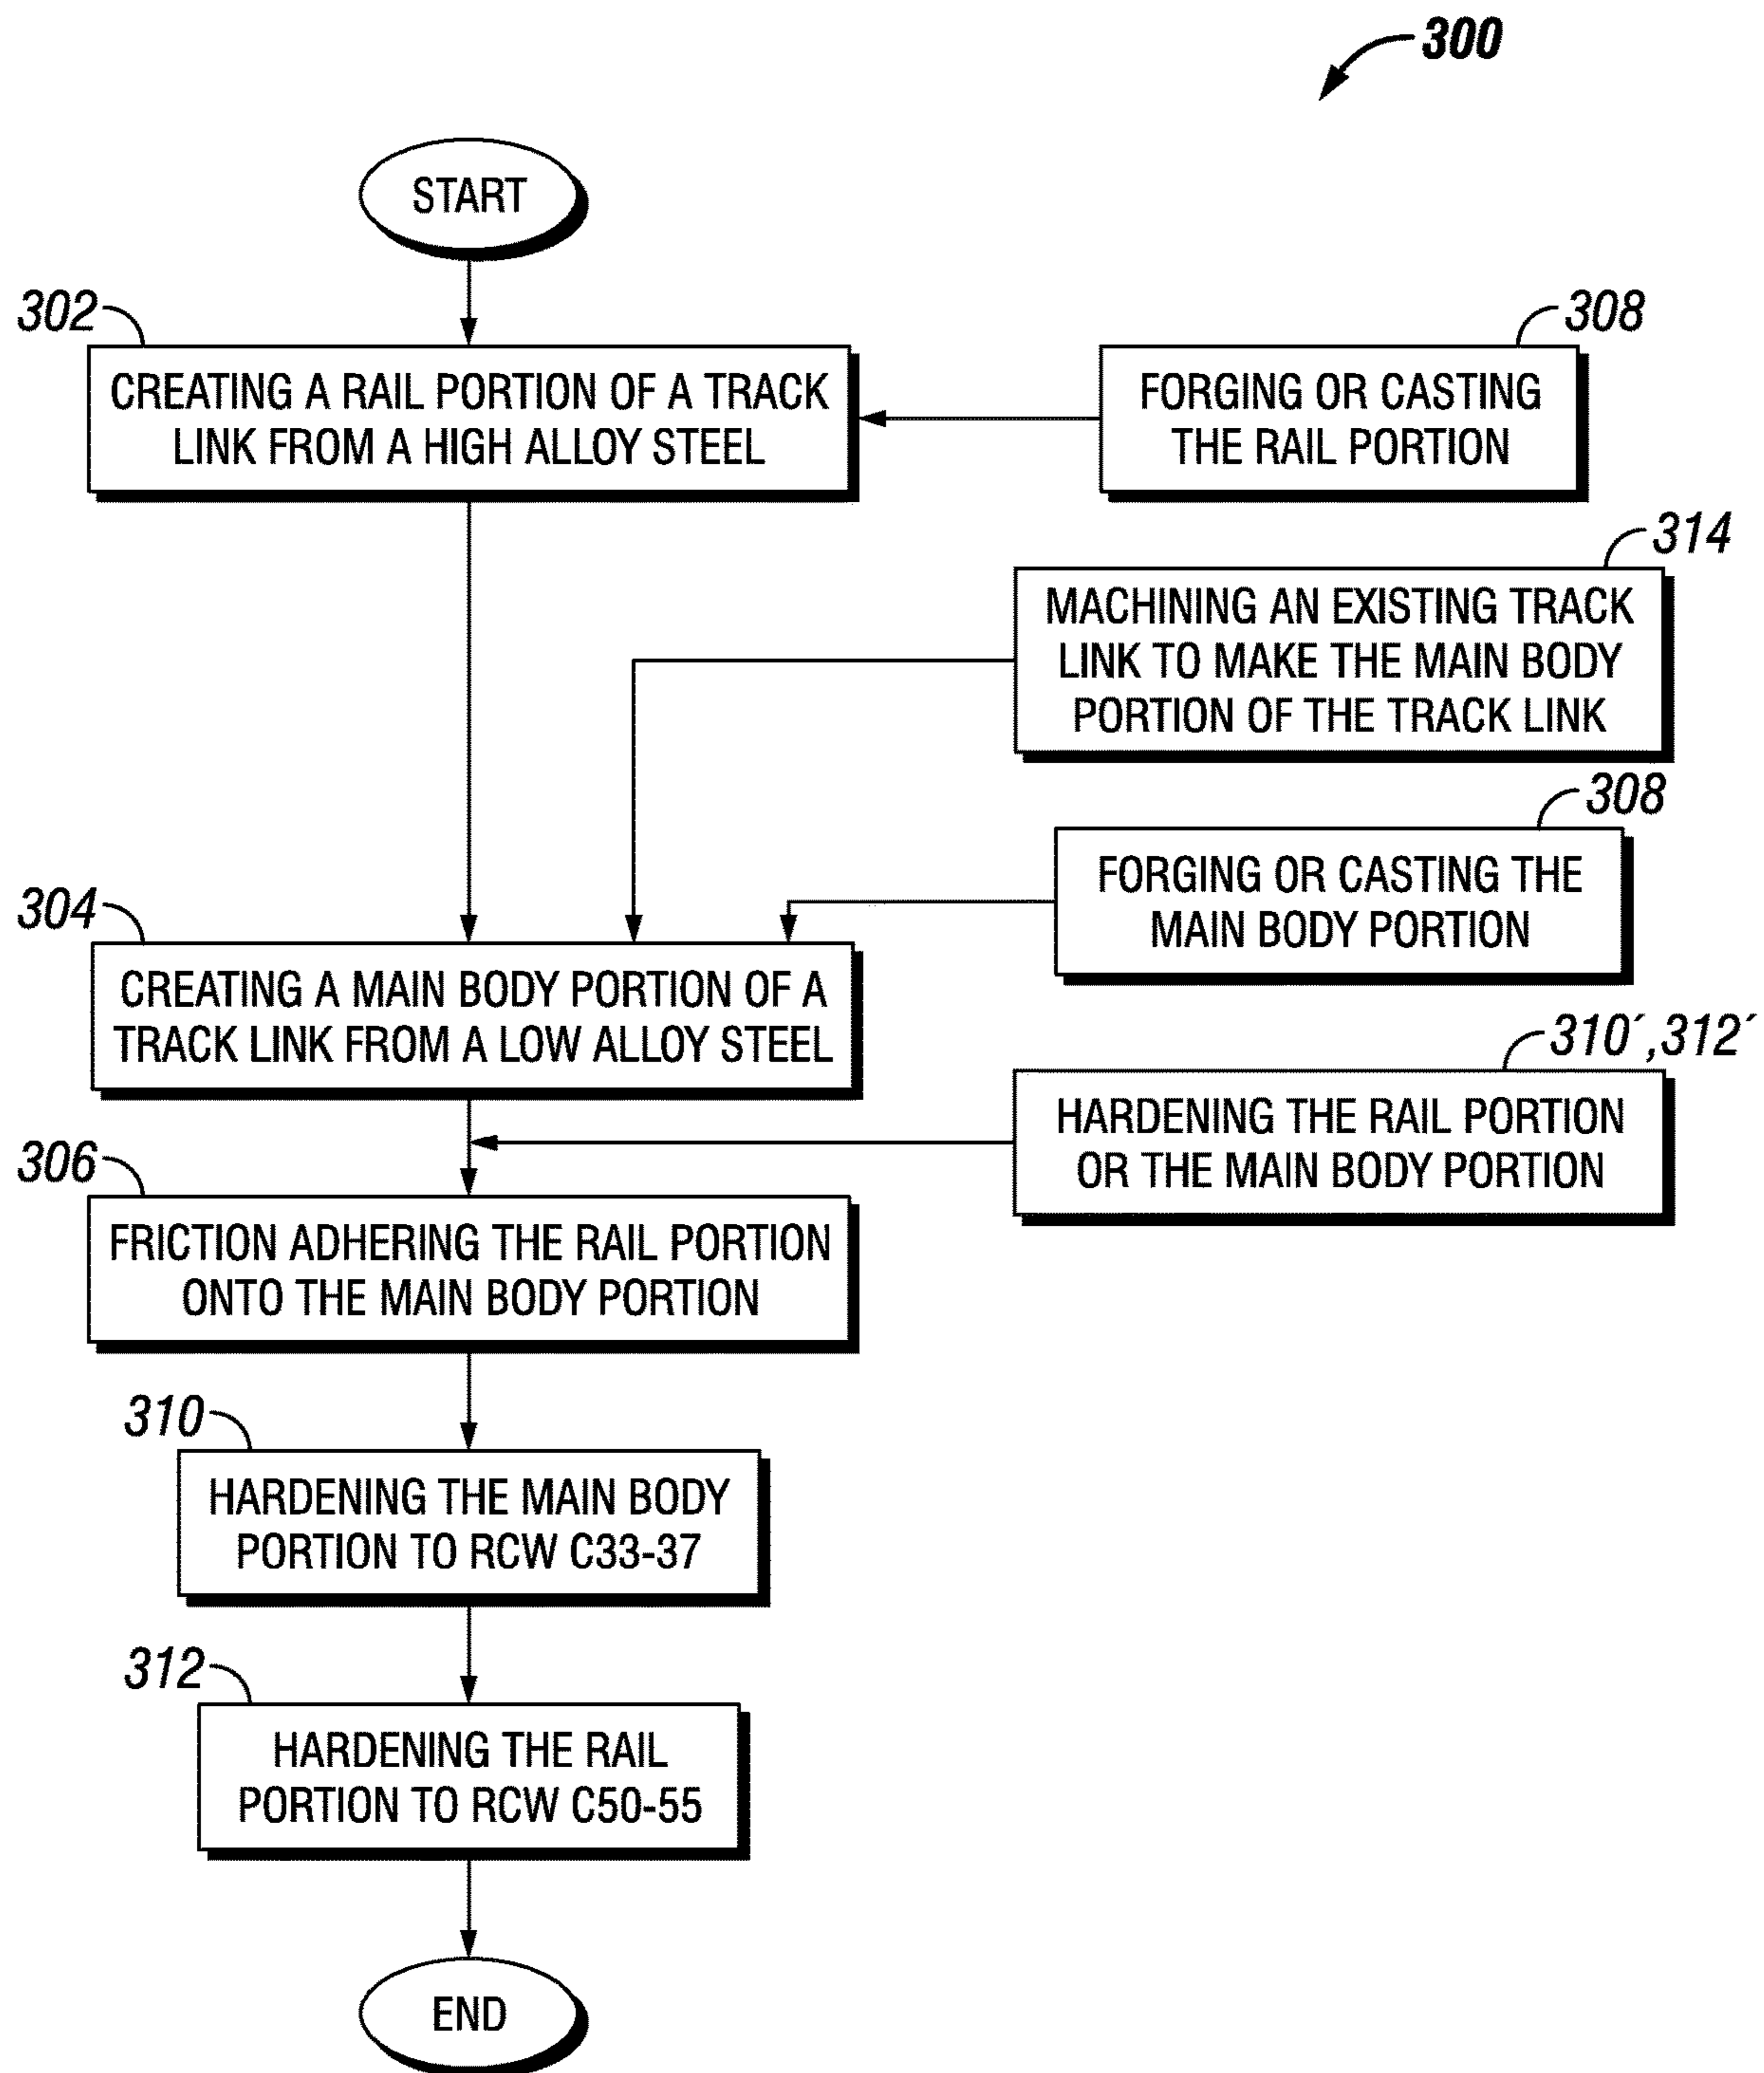 300
START
302
CREATING A RAIL PORTION OF A TRACK
LINK FROM A HIGH ALLOY STEEL
308
FORGING OR CASTING
THE RAIL PORTION
314
MACHINING AN EXISTING TRACK
LINK TO MAKE THE MAIN BODY
PORTION OF THE TRACK LINK
308
FORGING OR CASTING THE
MAIN BODY PORTION
304
CREATING A MAIN BODY PORTION OF A
TRACK LINK FROM A LOW ALLOY STEEL
310´,312´
HARDENING THE RAIL PORTION
OR THE MAIN BODY PORTION
306
FRICTION ADHERING THE RAIL PORTION
ONTO THE MAIN BODY PORTION
310
HARDENING THE MAIN BODY
PORTION TO RCW C33-37
312
HARDENING THE RAIL
PORTION TO RCW C50-55
END